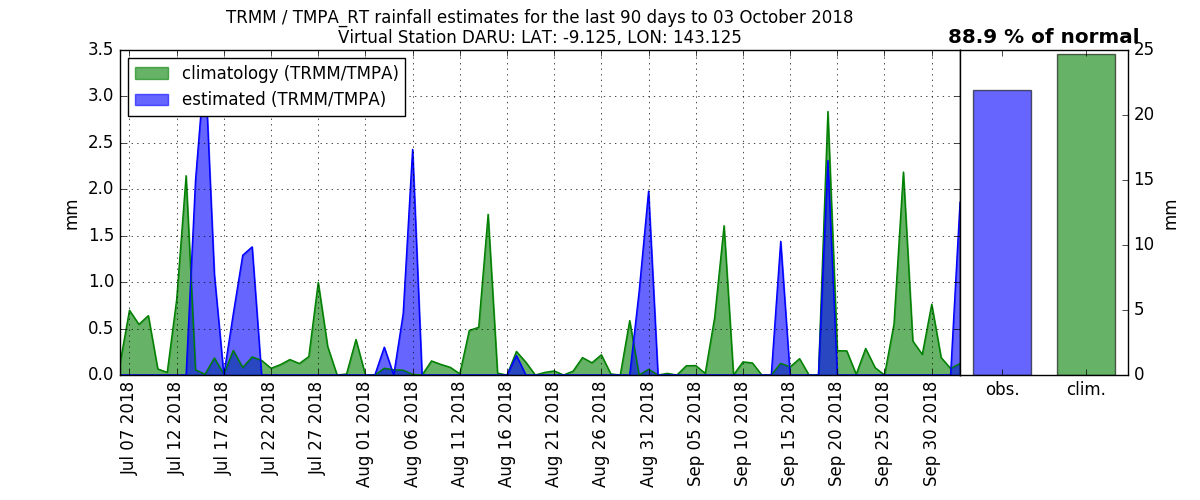 TRMM / TMPA_RT rainfall estimates for the last 90 days to 03 October 2018
Virtual Station DARU: LAT: -9.125, LON: 143.125
88.9 % of normal
climatology (TRMM/TMPA)
estimated (TRMM/TMPA)
mm
3.5
3.0
2.5
2.0
1.5
1.0
0.5
0.0
Jul 07 2018
Jul 12 2018
Jul 17 2018
Jul 22 2018
Jul 27 2018
Aug 01 2018
Aug 06 2018
Aug 11 2018
Aug 16 2018
Aug 21 2018
Aug 26 2018
Aug 31 2018
Sep 05 2018
Sep 10 2018
Sep 15 2018
Sep 20 2018
Sep 25 2018
Sep 30 2018
obs.
clim.
25
20
15
10
5
0
mm